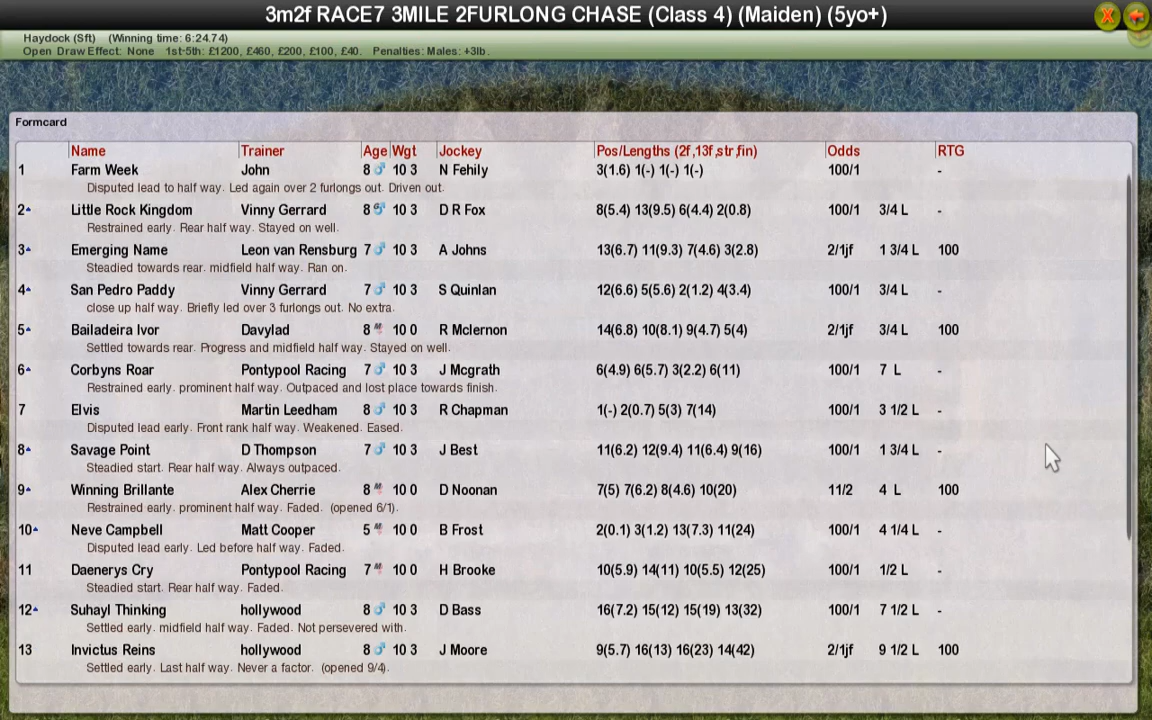 3m2f RACE7 3MILE 2FURLONG CHASE (Class 4) (Maiden) (5yo+)
Haydock (Sft) (Winning time: 6:24.74)
Open Draw Effect: None 1st-5th: £1200, £460, £200, £100, £40. Penalties: Males: +3lb.
Formcard
Name Trainer Age Wgt Jockey Pos/Lengths (2f,13f,str,fin) Odds RTG
1 Farm Week John 8 10 3 N Fehily 3(1.6) 1(-) 1(-) 1(-) 100/1 -
Disputed lead to half way. Led again over 2 furlongs out. Driven out.
2 Little Rock Kingdom Vinny Gerrard 8 10 3 D R Fox 8(5.4) 13(9.5) 6(4.4) 2(0.8) 100/1 3/4 L -
Restrained early. Rear half way. Stayed on well.
3 Emerging Name Leon van Rensburg 7 10 3 A Johns 13(6.7) 11(9.3) 7(4.6) 3(2.8) 2/1jf 1 3/4 L 100
Steadied towards rear. midfield half way. Ran on.
4 San Pedro Paddy Vinny Gerrard 7 10 3 S Quinlan 12(6.6) 5(5.6) 2(1.2) 4(3.4) 100/1 3/4 L -
close up half way. Briefly led over 3 furlongs out. No extra.
5 Bailadeira Ivor Davylad 8 10 0 R Mclernon 14(6.8) 10(8.1) 9(4.7) 5(4) 2/1jf 3/4 L 100
Settled towards rear. Progress and midfield half way. Stayed on well.
6 Corbyns Roar Pontypool Racing 7 10 3 J Mcgrath 6(4.9) 6(5.7) 3(2.2) 6(11) 100/1 7 L -
Restrained early. prominent half way. Outpaced and lost place towards finish.
7 Elvis Martin Leedham 8 10 3 R Chapman 1(-) 2(0.7) 5(3) 7(14) 100/1 3 1/2 L -
Disputed lead early. Front rank half way. Weakened. Eased.
8 Savage Point D Thompson 7 10 3 J Best 11(6.2) 12(9.4) 11(6.4) 9(16) 100/1 1 3/4 L -
Steadied start. Rear half way. Always outpaced.
9 Winning Brillante Alex Cherrie 8 10 0 D Noonan 7(5) 7(6.2) 8(4.6) 10(20) 11/2 4 L 100
Restrained early. prominent half way. Faded. (opened 6/1).
10 Neve Campbell Matt Cooper 5 10 0 B Frost 2(0.1) 3(1.2) 13(7.3) 11(24) 100/1 4 1/4 L -
Disputed lead early. Led before half way. Faded.
11 Daenerys Cry Pontypool Racing 7 10 0 H Brooke 10(5.9) 14(11) 10(5.5) 12(25) 100/1 1/2 L -
Steadied start. Rear half way. Faded.
12 Suhayl Thinking hollywood 8 10 3 D Bass 16(7.2) 15(12) 15(19) 13(32) 100/1 7 1/2 L -
Settled early. midfield half way. Faded. Not persevered with.
13 Invictus Reins hollywood 8 10 3 J Moore 9(5.7) 16(13) 16(23) 14(42) 2/1jf 9 1/2 L 100
Settled early. Last half way. Never a factor. (opened 9/4).